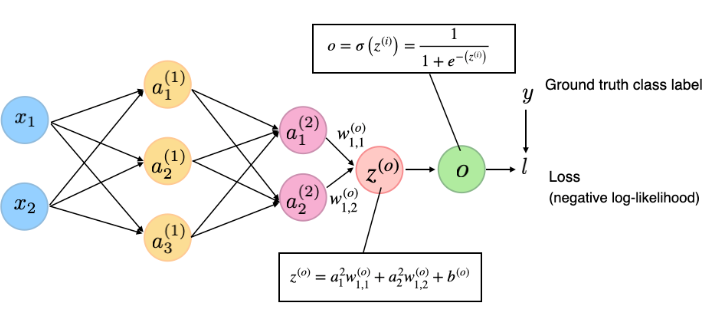 o = σ(z^(i)) = 1 / (1 + e^−(z^(i)))
y
Ground truth class label
x₁
x₂
a₁^(1)
a₂^(1)
a₃^(1)
a₁^(2)
a₂^(2)
w₁,₁^(o)
w₁,₂^(o)
z^(o)
o
l
Loss
(negative log-likelihood)
z^(o) = a₁²w₁,₁^(o) + a₂²w₁,₂^(o) + b^(o)